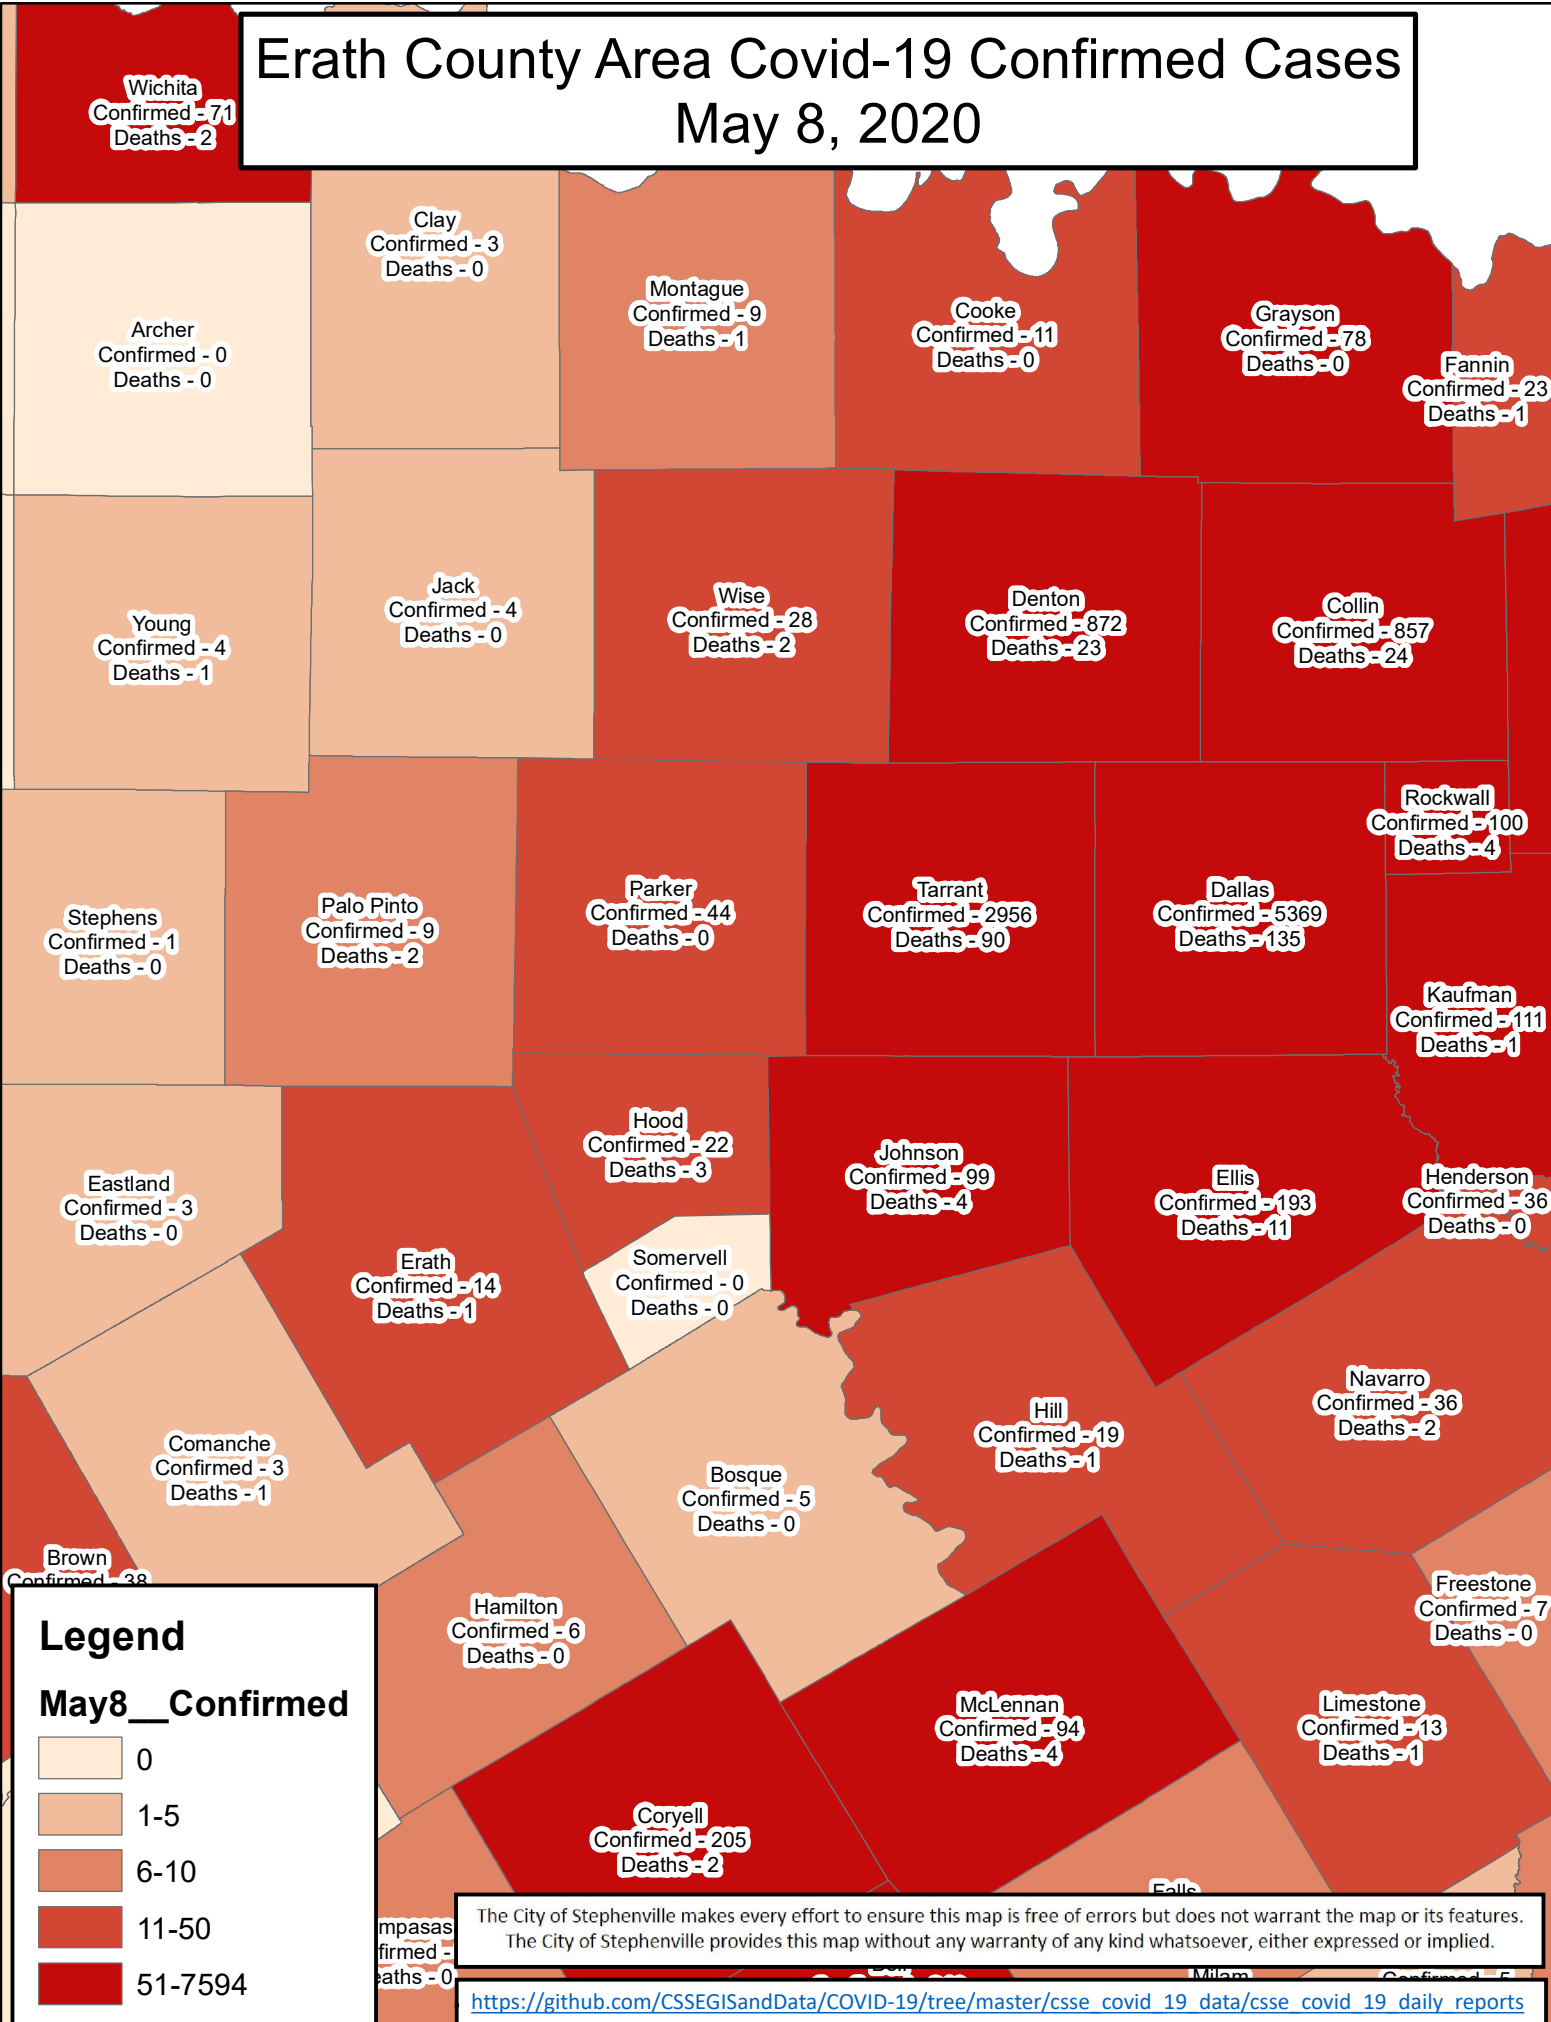 Erath County Area Covid-19 Confirmed Cases
May 8, 2020
Wichita
Confirmed - 71
Deaths - 2
Clay
Confirmed - 3
Deaths - 0
Montague
Confirmed - 9
Deaths - 1
Cooke
Confirmed - 11
Deaths - 0
Grayson
Confirmed - 78
Deaths - 0
Archer
Confirmed - 0
Deaths - 0
Fannin
Confirmed - 23
Deaths - 1
Young
Confirmed - 4
Deaths - 1
Jack
Confirmed - 4
Deaths - 0
Wise
Confirmed - 28
Deaths - 2
Denton
Confirmed - 872
Deaths - 23
Collin
Confirmed - 857
Deaths - 24
Rockwall
Confirmed - 100
Deaths - 4
Stephens
Confirmed - 1
Deaths - 0
Palo Pinto
Confirmed - 9
Deaths - 2
Parker
Confirmed - 44
Deaths - 0
Tarrant
Confirmed - 2956
Deaths - 90
Dallas
Confirmed - 5369
Deaths - 135
Kaufman
Confirmed - 111
Deaths - 1
Eastland
Confirmed - 3
Deaths - 0
Hood
Confirmed - 22
Deaths - 3
Johnson
Confirmed - 99
Deaths - 4
Ellis
Confirmed - 193
Deaths - 11
Henderson
Confirmed - 36
Deaths - 0
Erath
Confirmed - 14
Deaths - 1
Somervell
Confirmed - 0
Deaths - 0
Comanche
Confirmed - 3
Deaths - 1
Bosque
Confirmed - 5
Deaths - 0
Hill
Confirmed - 19
Deaths - 1
Navarro
Confirmed - 36
Deaths - 2
Brown
Confirmed - 38
Hamilton
Confirmed - 6
Deaths - 0
Freestone
Confirmed - 7
Deaths - 0
McLennan
Confirmed - 94
Deaths - 4
Limestone
Confirmed - 13
Deaths - 1
Coryell
Confirmed - 205
Deaths - 2
Falls
mpasas
firmed -
eaths - 0
Milam
Confirmed - 5
Legend
May8__Confirmed
0
1-5
6-10
11-50
51-7594
The City of Stephenville makes every effort to ensure this map is free of errors but does not warrant the map or its features.
The City of Stephenville provides this map without any warranty of any kind whatsoever, either expressed or implied.
https://github.com/CSSEGISandData/COVID-19/tree/master/csse_covid_19_data/csse_covid_19_daily_reports